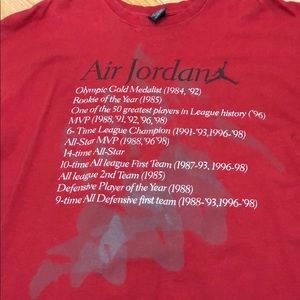 Air Jordan
Olympic Gold Medalist (1984, '92)
Rookie of the Year (1985)
One of the 50 greatest players in League history ('96)
MVP (1988,'91,'92,'96,'98)
6-Time League Champion (1991-'93,1996-'98)
All-Star MVP (1988,'96'98)
14-time All-Star
10-time All league First Team (1987-93, 1996-98)
All league 2nd Team (1985)
Defensive Player of the Year (1988)
9-time All Defensive first team (1988-'93,1996-'98)